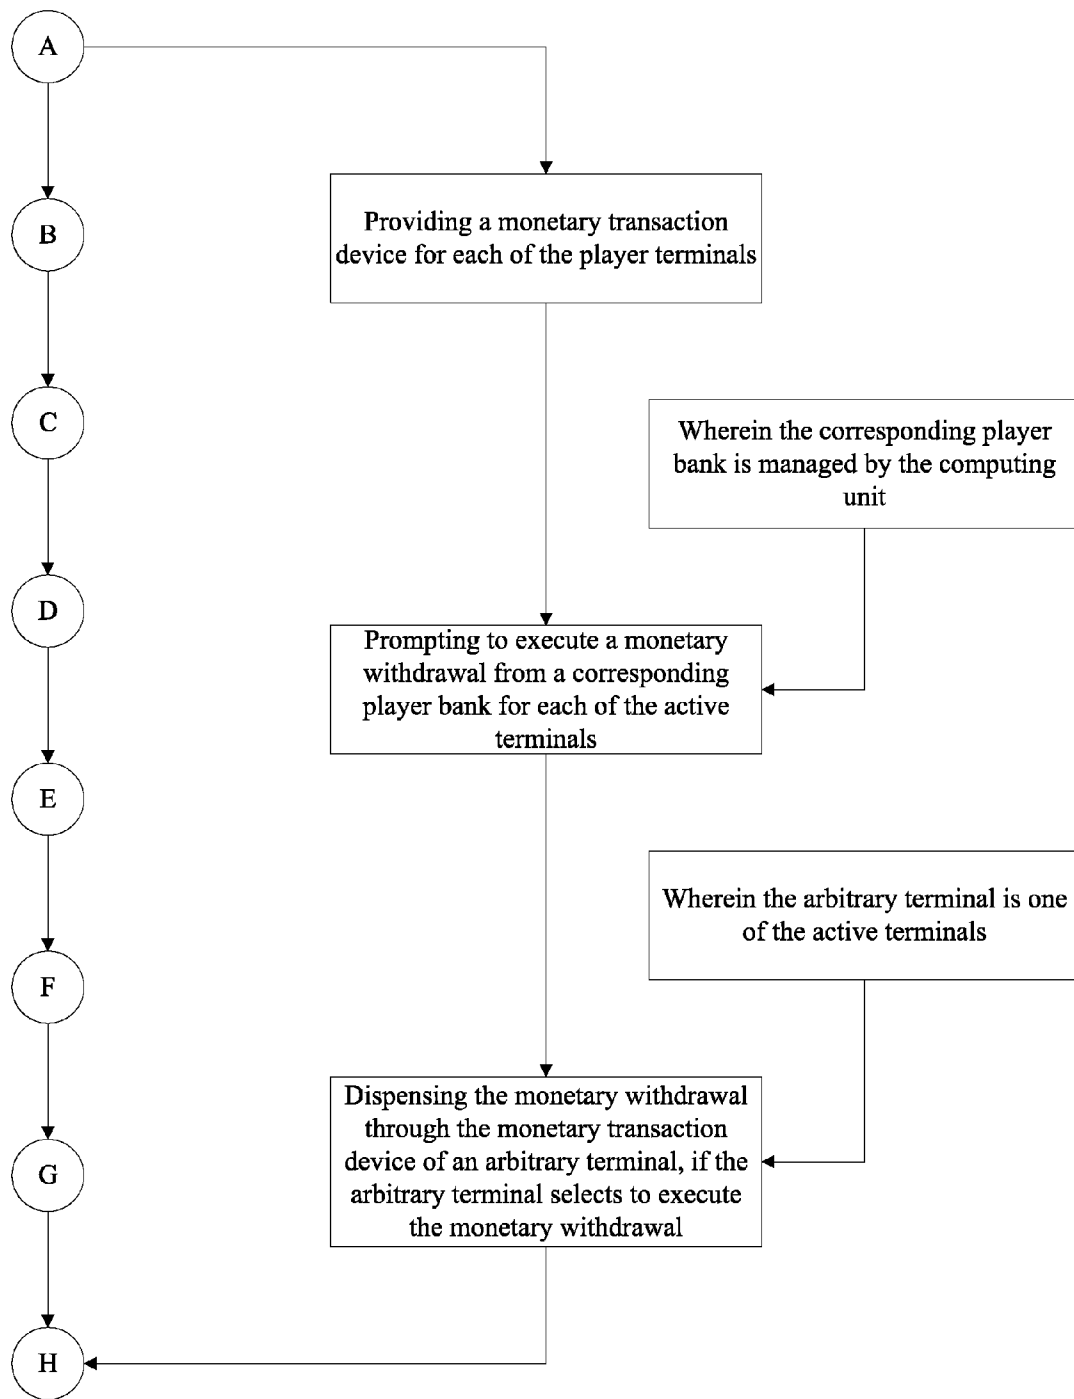 A
B
C
D
E
F
G
H
Providing a monetary transaction
device for each of the player terminals
Wherein the corresponding player
bank is managed by the computing
unit
Prompting to execute a monetary
withdrawal from a corresponding
player bank for each of the active
terminals
Wherein the arbitrary terminal is one
of the active terminals
Dispensing the monetary withdrawal
through the monetary transaction
device of an arbitrary terminal, if the
arbitrary terminal selects to execute
the monetary withdrawal